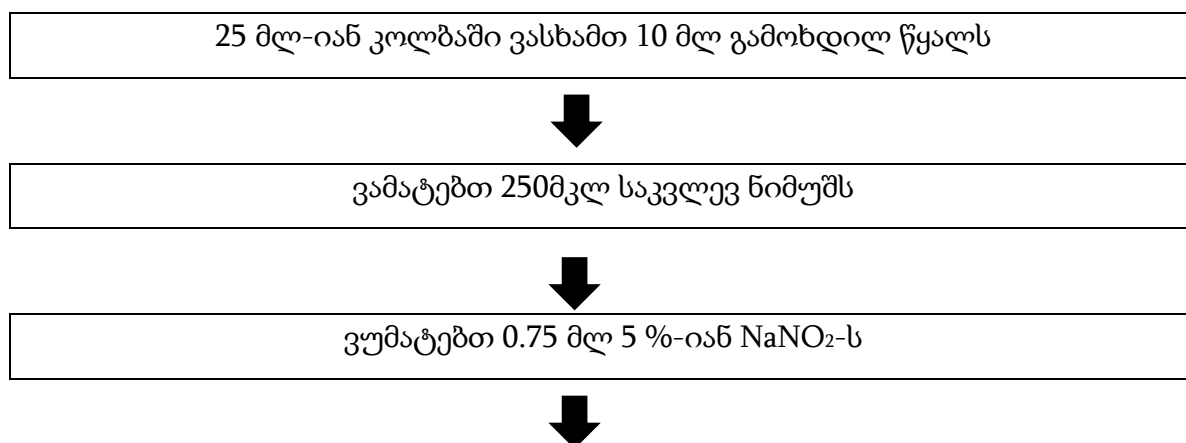 25 მლ-იან კოლბაში ვასხამთ 10 მლ გამოხდილ წყალს
ვამატებთ 250მკლ საკვლევ ნიმუშს
ვუმატებთ 0.75 მლ 5 %-იან NaNO₂-ს